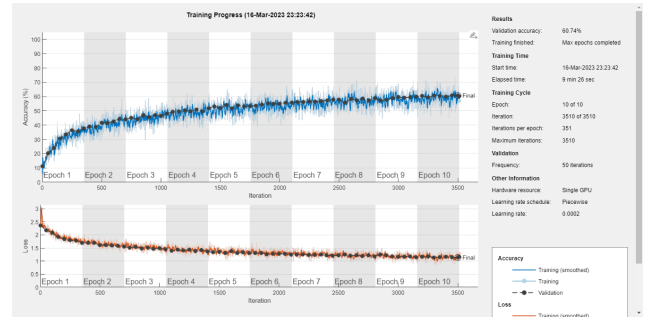 Training Progress (16-Mar-2023 23:23:42)
100
90
80
70
60
50
40
30
20
10
0
Accuracy (%)
Final
Epoch 1 Epoch 2 Epoch 3 Epoch 4 Epoch 5 Epoch 6 Epoch 7 Epoch 8 Epoch 9 Epoch 10
0 500 1000 1500 2000 2500 3000 3500
Iteration
3
2.5
2
1.5
1
0.5
0
Loss
Final
Epoch 1 Epoch 2 Epoch 3 Epoch 4 Epoch 5 Epoch 6 Epoch 7 Epoch 8 Epoch 9 Epoch 10
0 500 1000 1500 2000 2500 3000 3500
Iteration
Results
Validation accuracy: 60.74%
Training finished: Max epochs completed
Training Time
Start time: 16-Mar-2023 23:23:42
Elapsed time: 9 min 26 sec
Training Cycle
Epoch: 10 of 10
Iteration: 3510 of 3510
Iterations per epoch: 351
Maximum iterations: 3510
Validation
Frequency: 50 iterations
Other Information
Hardware resource: Single GPU
Learning rate schedule: Piecewise
Learning rate: 0.0002
Accuracy
Training (smoothed)
Training
Validation
Loss
Training (smoothed)